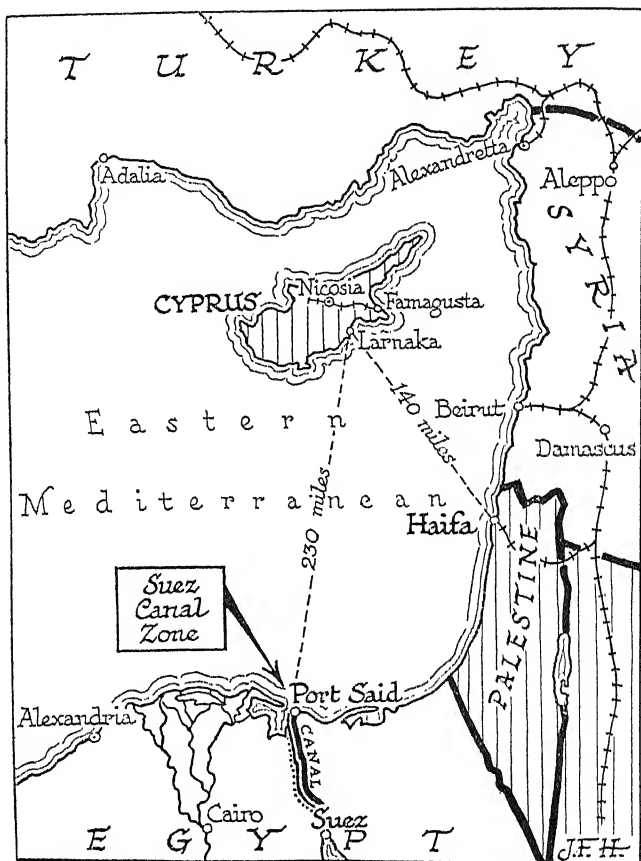 TURKEY
Adalia
Alexandretta
Aleppo
SYRIA
CYPRUS
Nicosia
Famagusta
Larnaka
Eastern
Mediterranean
140 miles
230 miles
Beirut
Damascus
Haifa
PALESTINE
Suez
Canal
Zone
Port Said
Alexandria
CANAL
Cairo
Suez
EGYPT
J.F.H.